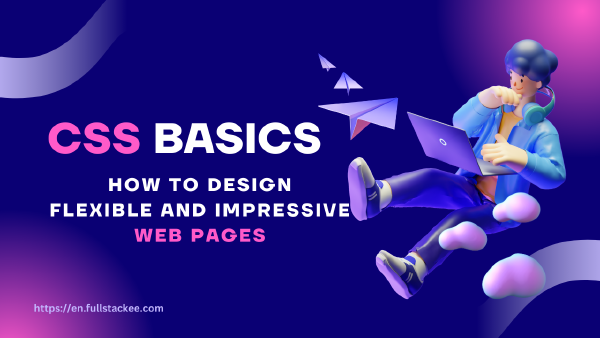 CSS BASICS
HOW TO DESIGN
FLEXIBLE AND IMPRESSIVE
WEB PAGES
https://en.fullstackee.com